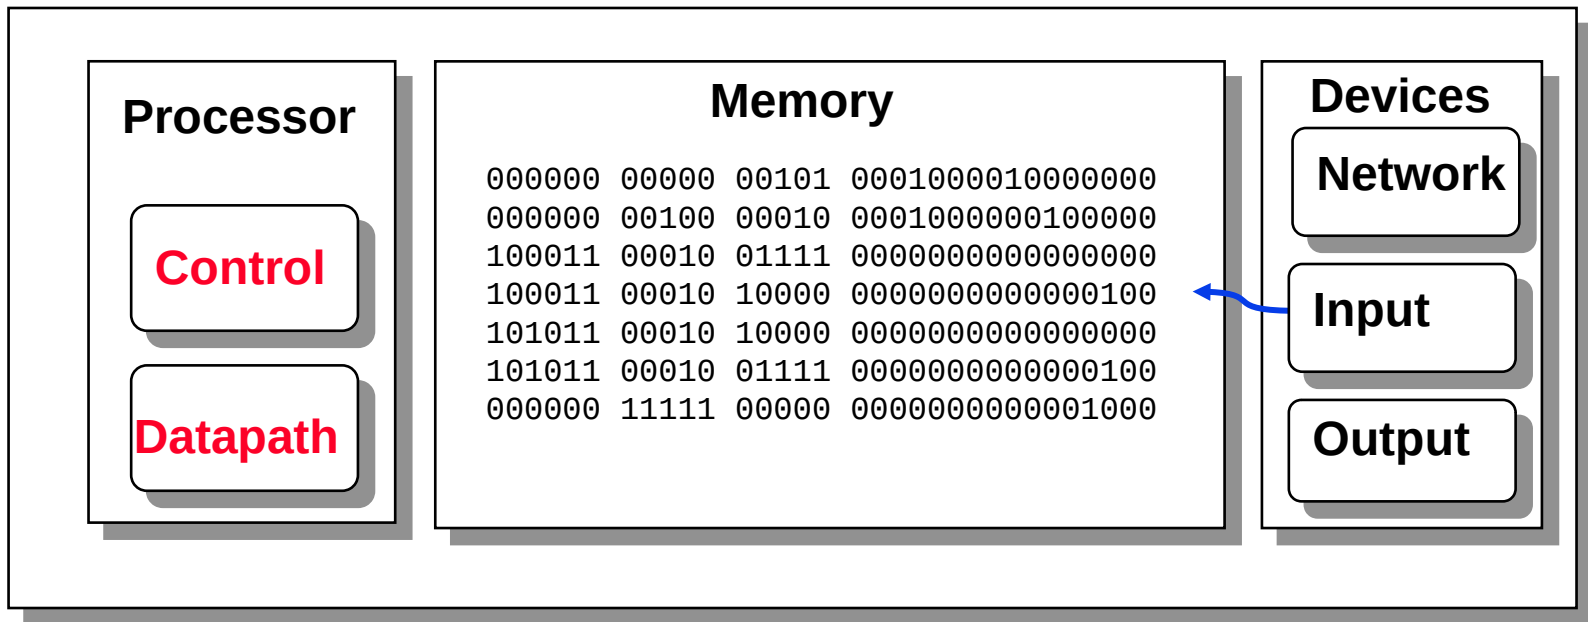 Processor
Control
Datapath
Memory
000000 00000 00101 0001000010000000
000000 00100 00010 0001000000100000
100011 00010 01111 0000000000000000
100011 00010 10000 0000000000000100
101011 00010 10000 0000000000000000
101011 00010 01111 0000000000000100
000000 11111 00000 0000000000001000
Devices
Network
Input
Output